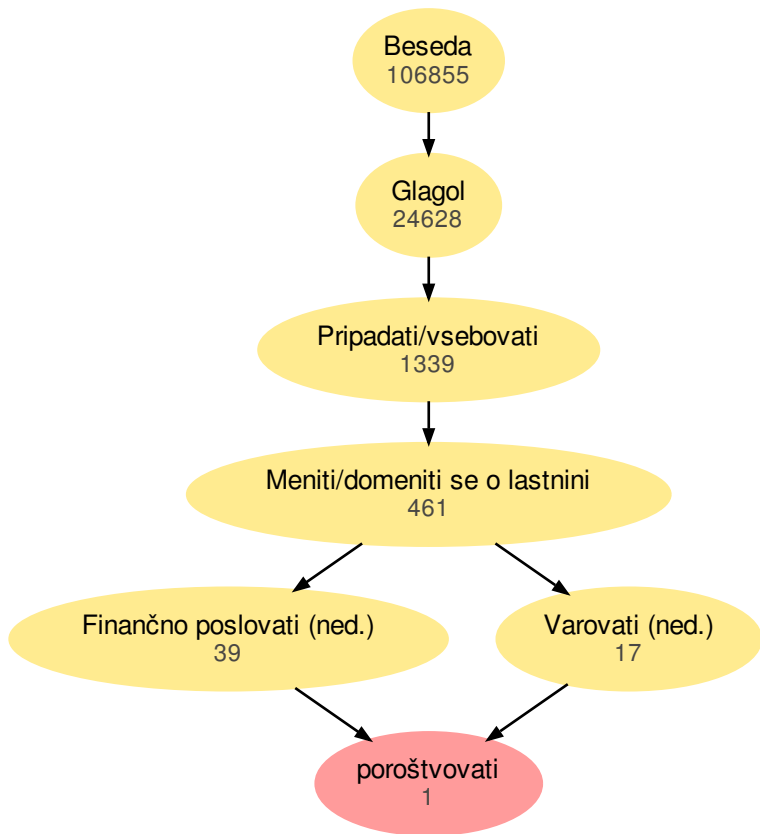 Beseda
106855
Glagol
24628
Pripadati/vsebovati
1339
Meniti/domeniti se o lastnini
461
Finančno poslovati (ned.)
39
Varovati (ned.)
17
poroštvovati
1